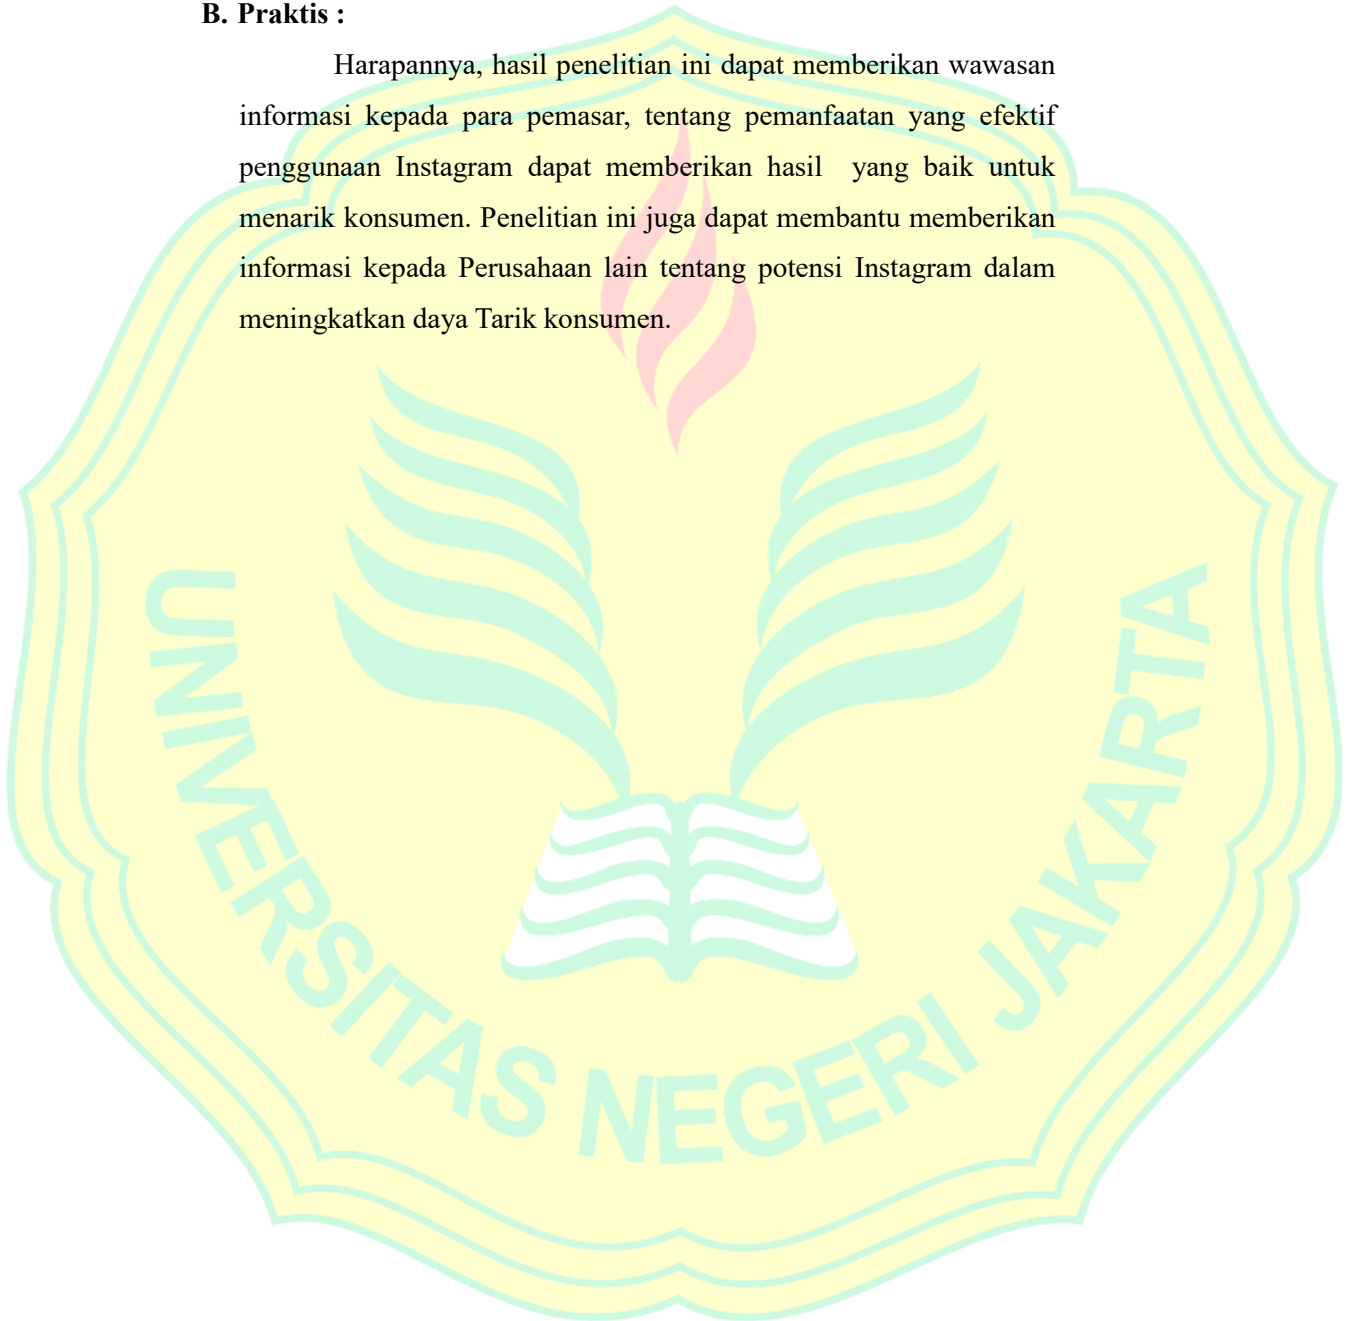 B. Praktis :
Harapannya, hasil penelitian ini dapat memberikan wawasan
informasi kepada para pemasar, tentang pemanfaatan yang efektif
penggunaan Instagram dapat memberikan hasil  yang baik untuk
menarik konsumen. Penelitian ini juga dapat membantu memberikan
informasi kepada Perusahaan lain tentang potensi Instagram dalam
meningkatkan daya Tarik konsumen.
UNIVERSITAS NEGERI JAKARTA